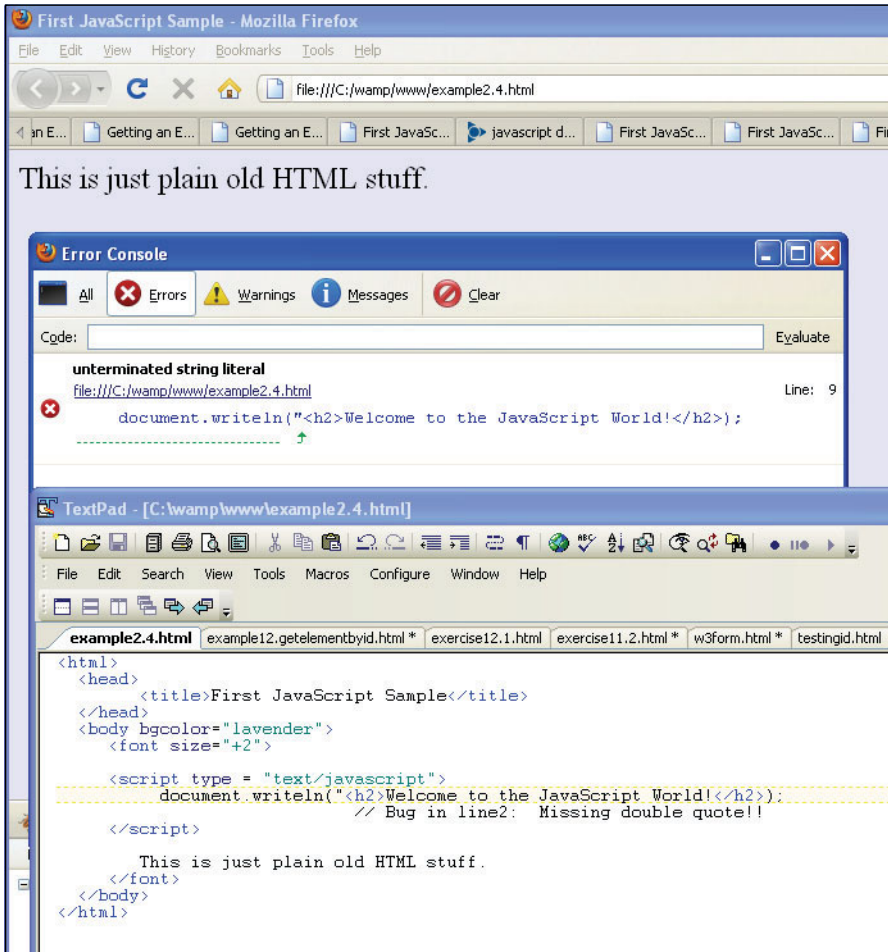 First JavaScript Sample - Mozilla Firefox
File Edit View History Bookmarks Tools Help
file:///C:/wamp/www/example2.4.html
an E... Getting an E... Getting an E... First JavaSc... javascript d... First JavaSc... First JavaSc... Fi
This is just plain old HTML stuff.
Error Console
All Errors Warnings Messages Clear
Code: Evaluate
unterminated string literal
file:///C:/wamp/www/example2.4.html Line: 9
document.writeln("<h2>Welcome to the JavaScript World!</h2>);
TextPad - [C:\wamp\www\example2.4.html]
File Edit Search View Tools Macros Configure Window Help
example2.4.html example12.getelementbyid.html * exercise12.1.html exercise11.2.html * w3form.html * testingid.html
<html>
<head>
<title>First JavaScript Sample</title>
</head>
<body bgcolor="lavender">
<font size="+2">
<script type = "text/javascript">
document.writeln("<h2>Welcome to the JavaScript World!</h2>);
// Bug in line2: Missing double quote!!
</script>
This is just plain old HTML stuff.
</font>
</body>
</html>